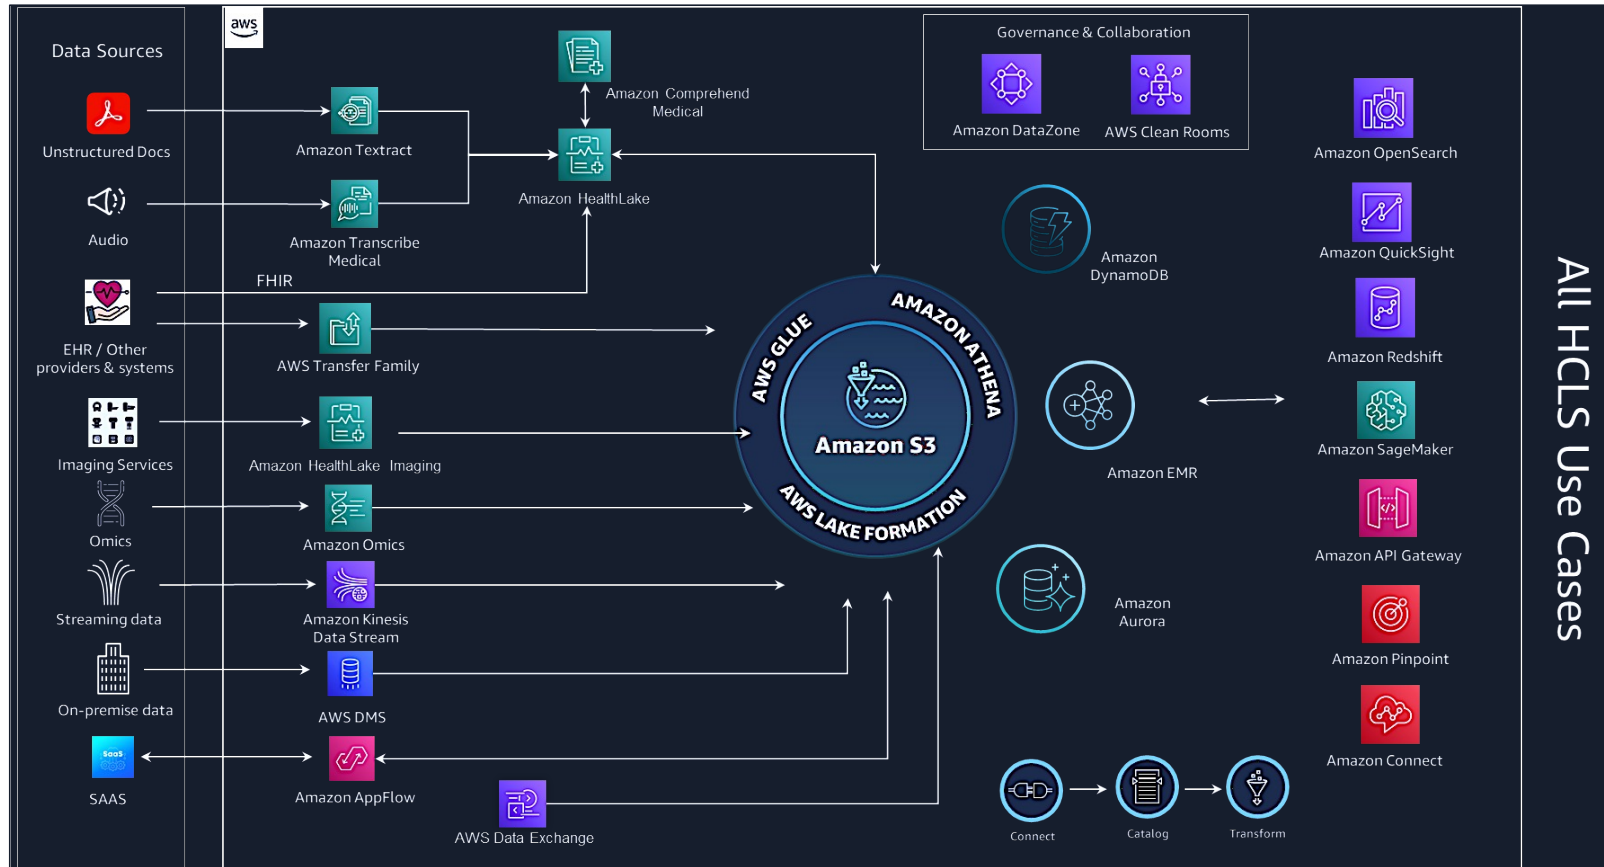 Data Sources
Unstructured Docs
Audio
EHR / Other
providers & systems
Imaging Services
Omics
Streaming data
On-premise data
SaaS
SAAS
aws
Amazon Textract
Amazon Transcribe
Medical
FHIR
AWS Transfer Family
Amazon HealthLake Imaging
Amazon Omics
Amazon Kinesis
Data Stream
AWS DMS
Amazon AppFlow
AWS Data Exchange
Amazon Comprehend
Medical
Amazon HealthLake
AWS GLUE
AMAZON ATHENA
Amazon S3
AWS LAKE FORMATION
Governance & Collaboration
Amazon DataZone
AWS Clean Rooms
Amazon
DynamoDB
Amazon EMR
Amazon
Aurora
Connect
Catalog
Transform
Amazon OpenSearch
Amazon QuickSight
Amazon Redshift
Amazon SageMaker
Amazon API Gateway
Amazon Pinpoint
Amazon Connect
All HCLS Use Cases